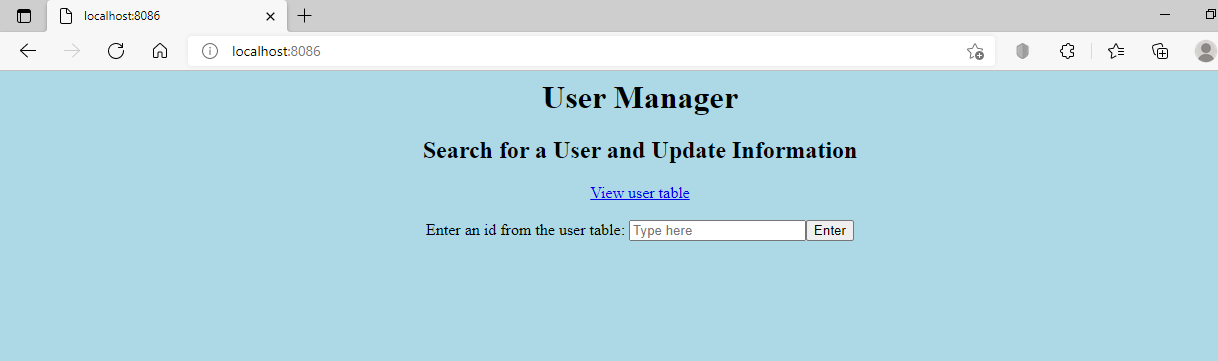 localhost:8086
localhost:8086
User Manager
Search for a User and Update Information
View user table
Enter an id from the user table: Type here Enter